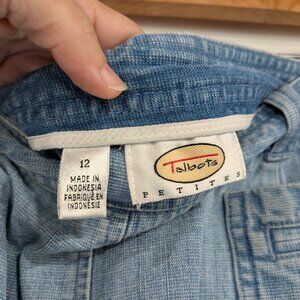 12
MADE IN
INDONESIA
FABRIQUÉ EN
INDONESIE
Talbots
PETITES